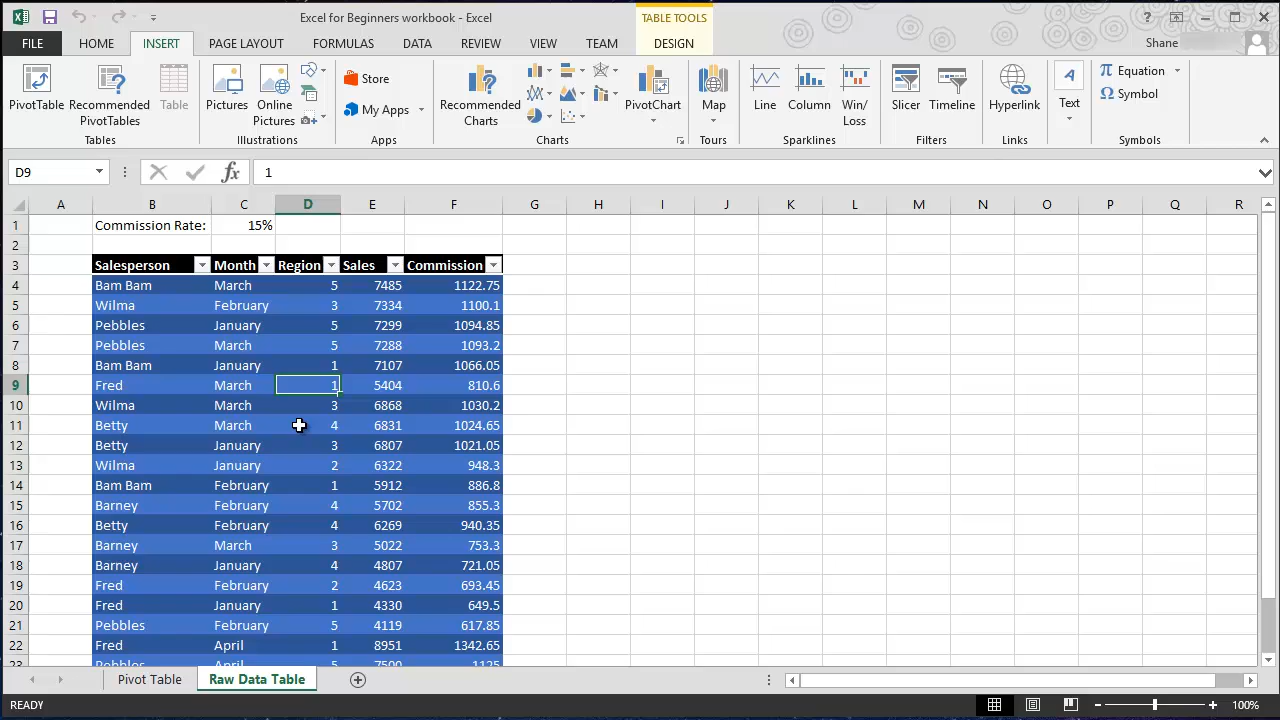 Excel for Beginners workbook - Excel
TABLE TOOLS
?
FILE HOME INSERT PAGE LAYOUT FORMULAS DATA REVIEW VIEW TEAM DESIGN
Shane
PivotTable
Recommended PivotTables
Table
Tables
Pictures
Online Pictures
Illustrations
Store
My Apps
Apps
Recommended Charts
PivotChart
Charts
Map
Tours
Line
Column
Win/ Loss
Sparklines
Slicer
Timeline
Filters
Hyperlink
Links
A
Text
π Equation
Ω Symbol
Symbols
D9 fx 1
A B C D E F G H I J K L M N O P Q R
1 Commission Rate: 15%
2
3 Salesperson Month Region Sales Commission
4 Bam Bam March 5 7485 1122.75
5 Wilma February 3 7334 1100.1
6 Pebbles January 5 7299 1094.85
7 Pebbles March 5 7288 1093.2
8 Bam Bam January 1 7107 1066.05
9 Fred March 1 5404 810.6
10 Wilma March 3 6868 1030.2
11 Betty March 4 6831 1024.65
12 Betty January 3 6807 1021.05
13 Wilma January 2 6322 948.3
14 Bam Bam February 1 5912 886.8
15 Barney February 4 5702 855.3
16 Betty February 4 6269 940.35
17 Barney March 3 5022 753.3
18 Barney January 4 4807 721.05
19 Fred February 2 4623 693.45
20 Fred January 1 4330 649.5
21 Pebbles February 5 4119 617.85
22 Fred April 1 8951 1342.65
23 Pebbles April 5 7500 1125
Pivot Table Raw Data Table
READY 100%